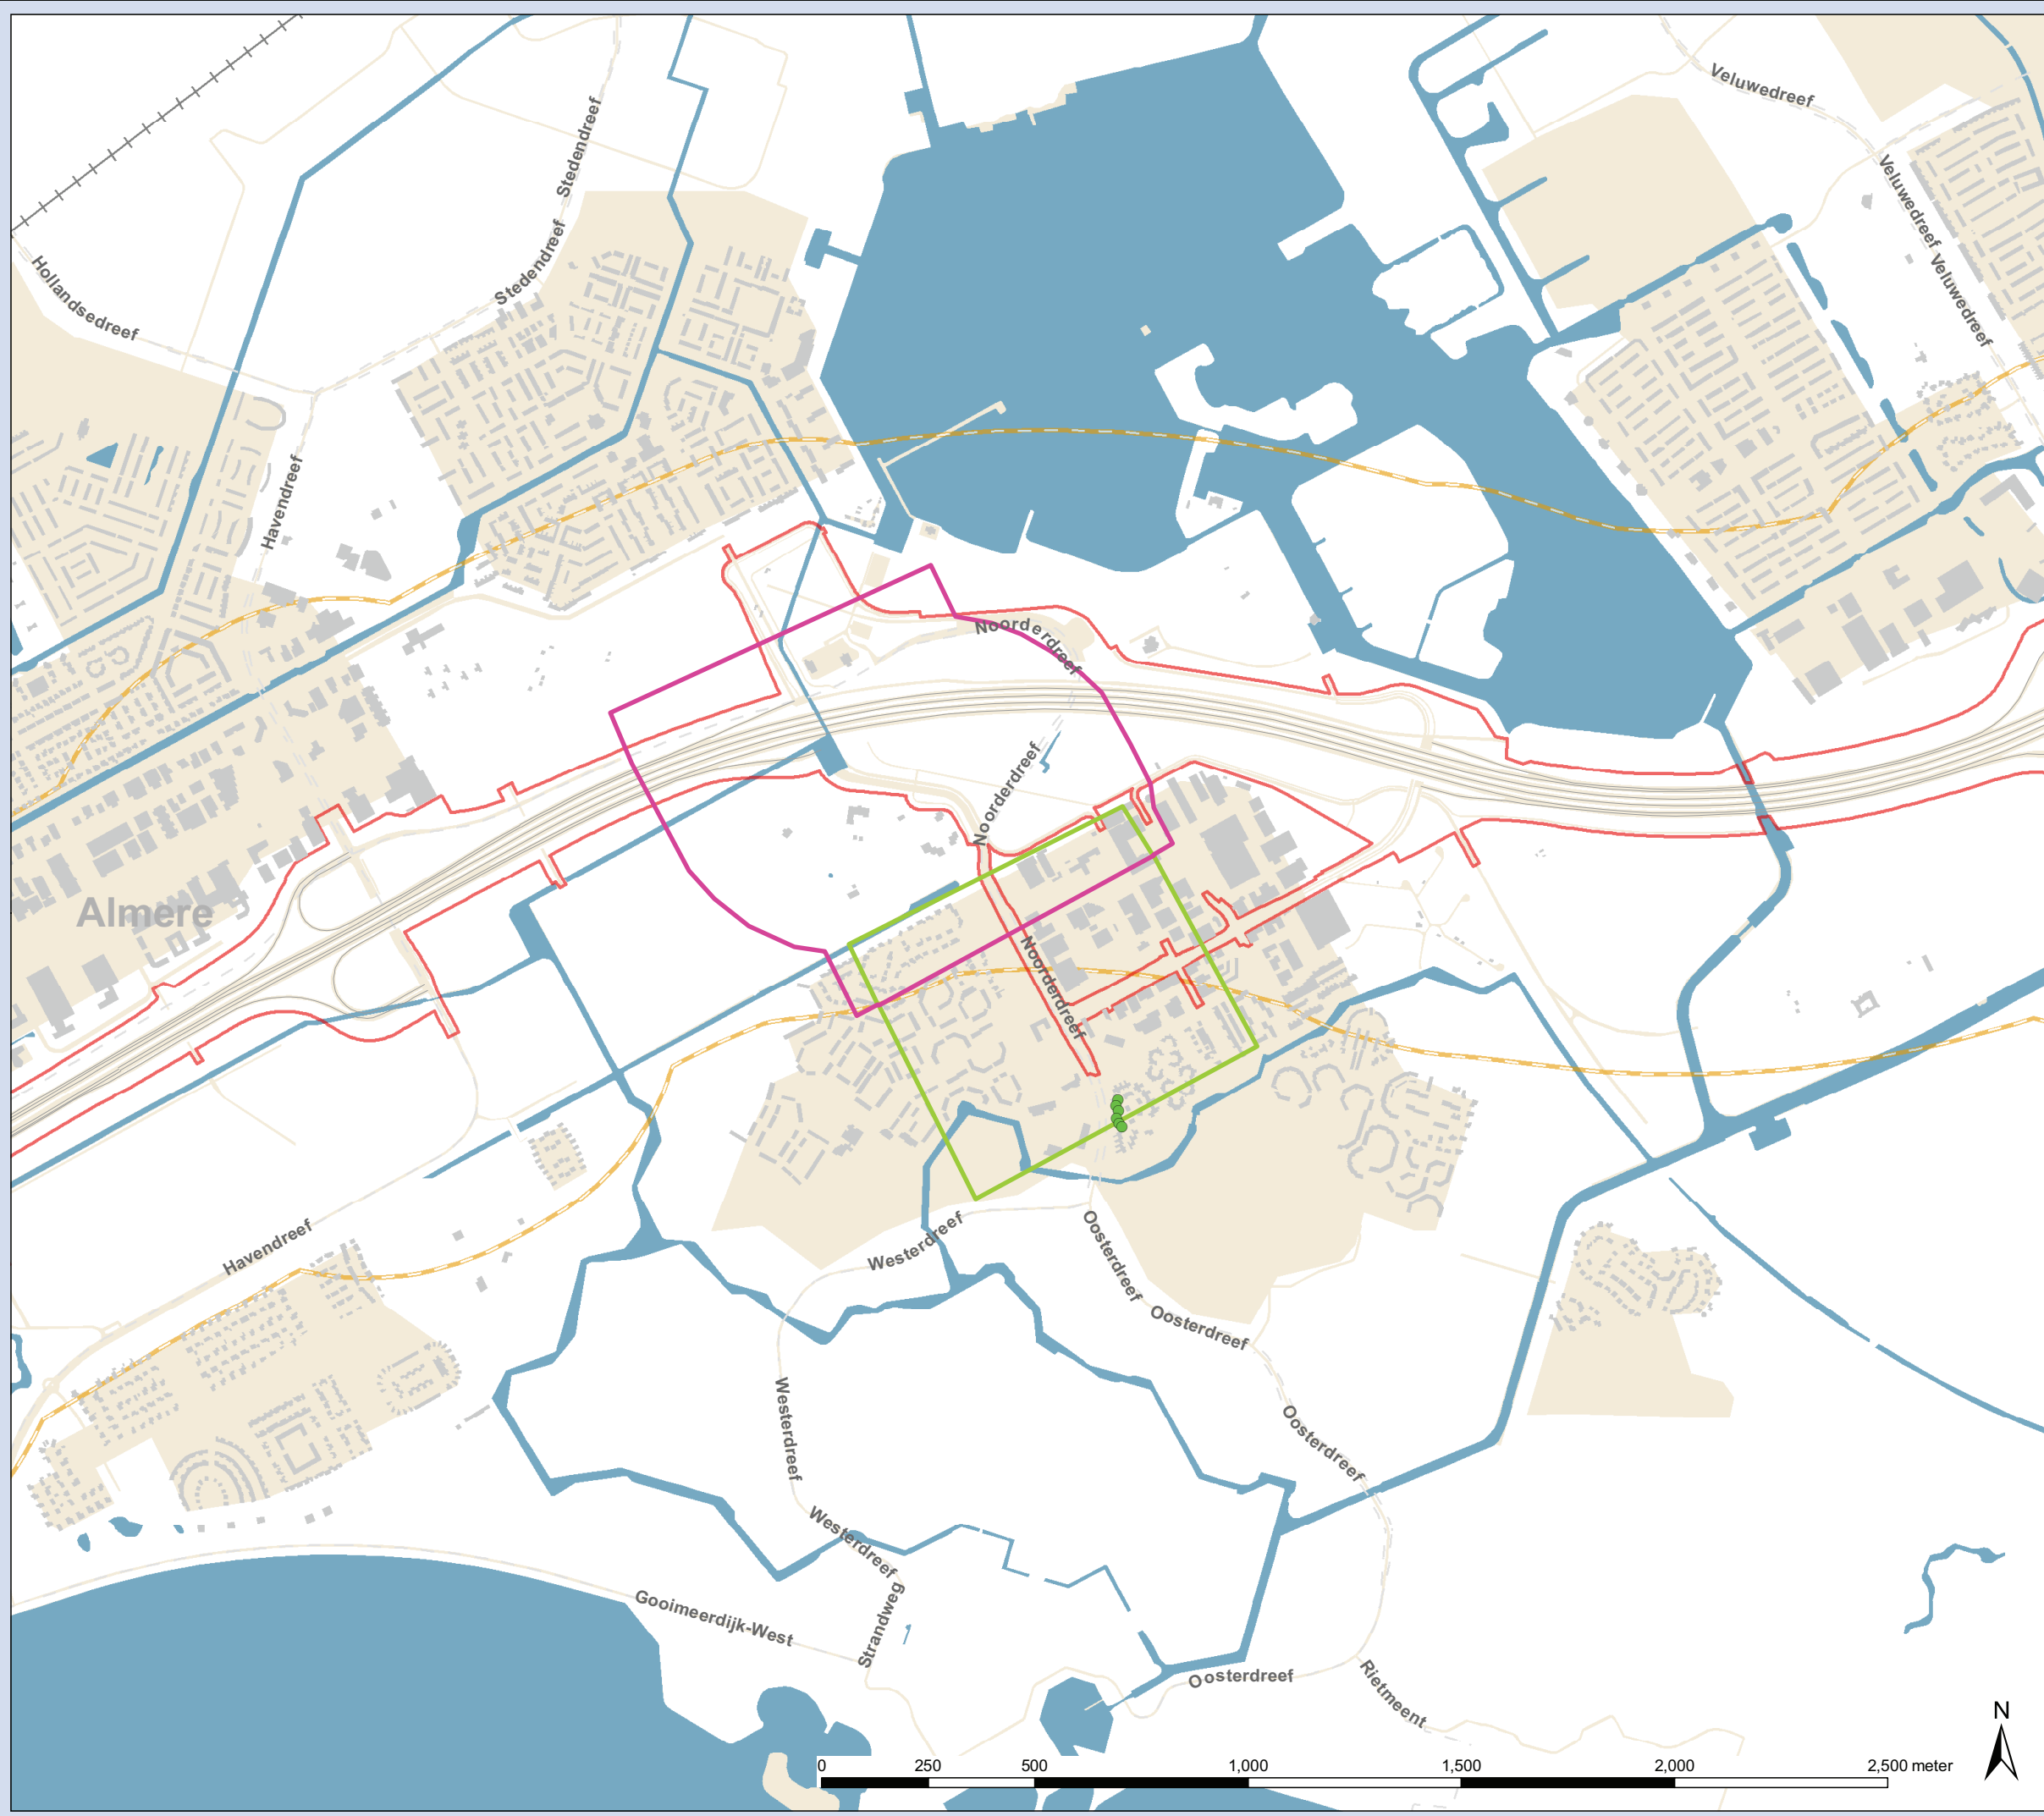 Veluwedreef
Stedendreef
Veluwedreef
Veluwedreef
Stedendreef
Hollandsedreef
Havendreef
Noorderdreef
Noorderdreef
Almere
Noorderdreef
Havendreef
Westerdreef
Oosterdreef
Oosterdreef
Westerdreef
Oosterdreef
Westerdreef
Gooimeerdijk-West
Strandweg
Oosterdreef
Rietmeent
N
0 250 500 1,000 1,500 2,000 2,500 meter